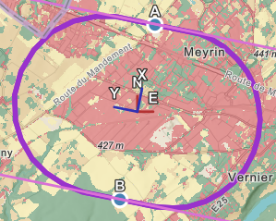 A
Meyrin
441 m
Route du Mandement
Route de M
X
N
Y
E
427 m
ny
B
Vernier
E25